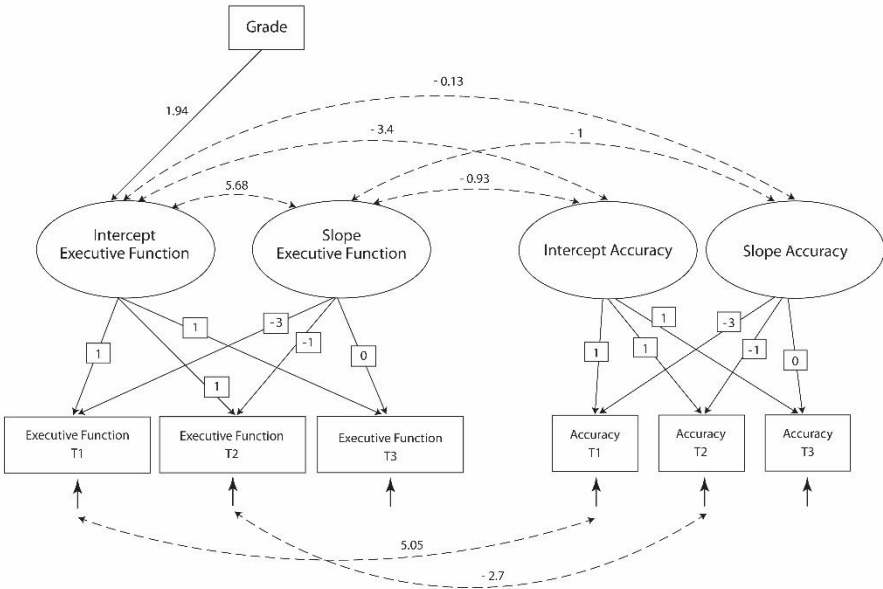 Grade
- 0.13
1.94
- 3.4
- 1
5.68
- 0.93
Intercept
Executive Function
Slope
Executive Function
Intercept Accuracy
Slope Accuracy
1
1
1
-3
-1
0
1
1
1
-3
-1
0
Executive Function
T1
Executive Function
T2
Executive Function
T3
Accuracy
T1
Accuracy
T2
Accuracy
T3
5.05
- 2.7